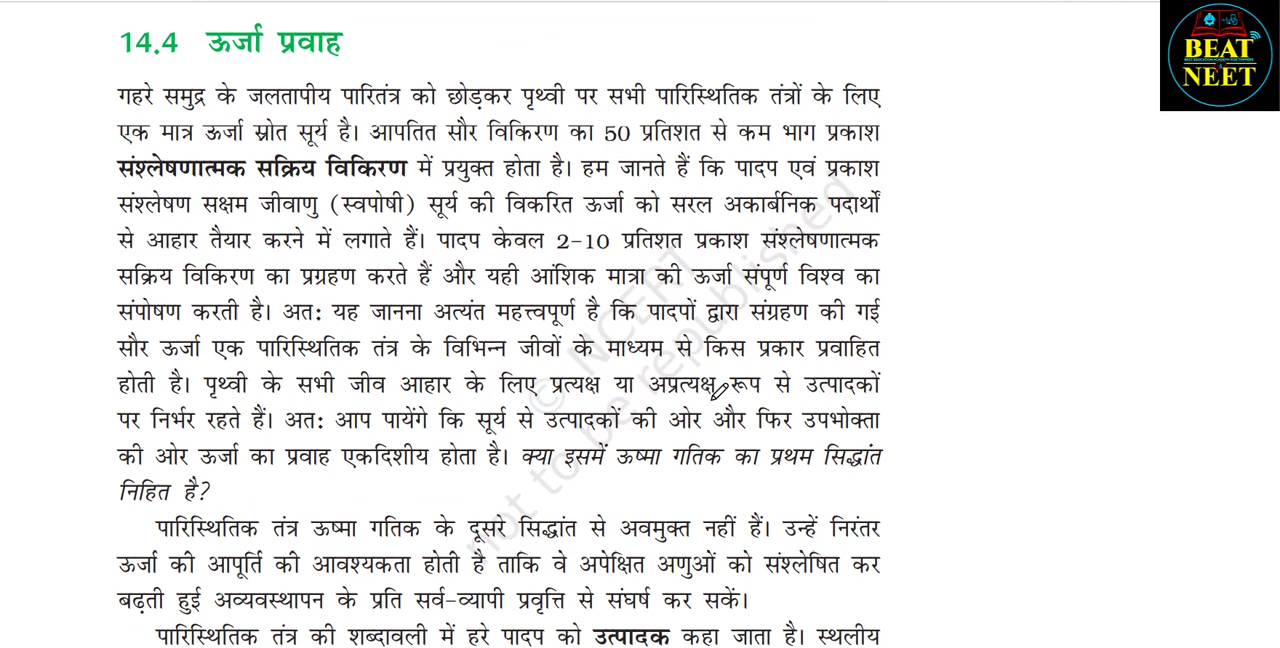 14.4 ऊर्जा प्रवाह
BEAT
NEET
गहरे समुद्र के जलतापीय पारितंत्र को छोड़कर पृथ्वी पर सभी पारिस्थितिक तंत्रों के लिए
एक मात्र ऊर्जा स्रोत सूर्य है। आपतित सौर विकिरण का 50 प्रतिशत से कम भाग प्रकाश
संश्लेषणात्मक सक्रिय विकिरण में प्रयुक्त होता है। हम जानते हैं कि पादप एवं प्रकाश
संश्लेषण सक्षम जीवाणु (स्वपोषी) सूर्य की विकरित ऊर्जा को सरल अकार्बनिक पदार्थों
से आहार तैयार करने में लगाते हैं। पादप केवल 2-10 प्रतिशत प्रकाश संश्लेषणात्मक
सक्रिय विकिरण का प्रग्रहण करते हैं और यही आंशिक मात्रा की ऊर्जा संपूर्ण विश्व का
संपोषण करती है। अत: यह जानना अत्यंत महत्त्वपूर्ण है कि पादपों द्वारा संग्रहण की गई
सौर ऊर्जा एक पारिस्थितिक तंत्र के विभिन्न जीवों के माध्यम से किस प्रकार प्रवाहित
होती है। पृथ्वी के सभी जीव आहार के लिए प्रत्यक्ष या अप्रत्यक्ष रूप से उत्पादकों
पर निर्भर रहते हैं। अत: आप पायेंगे कि सूर्य से उत्पादकों की ओर और फिर उपभोक्ता
की ओर ऊर्जा का प्रवाह एकदिशीय होता है। क्या इसमें ऊष्मा गतिक का प्रथम सिद्धांत
निहित है?
पारिस्थितिक तंत्र ऊष्मा गतिक के दूसरे सिद्धांत से अवमुक्त नहीं हैं। उन्हें निरंतर
ऊर्जा की आपूर्ति की आवश्यकता होती है ताकि वे अपेक्षित अणुओं को संश्लेषित कर
बढ़ती हुई अव्यवस्थापन के प्रति सर्व-व्यापी प्रवृत्ति से संघर्ष कर सकें।
पारिस्थितिक तंत्र की शब्दावली में हरे पादप को उत्पादक कहा जाता है। स्थलीय
© NCERT
not to be republished